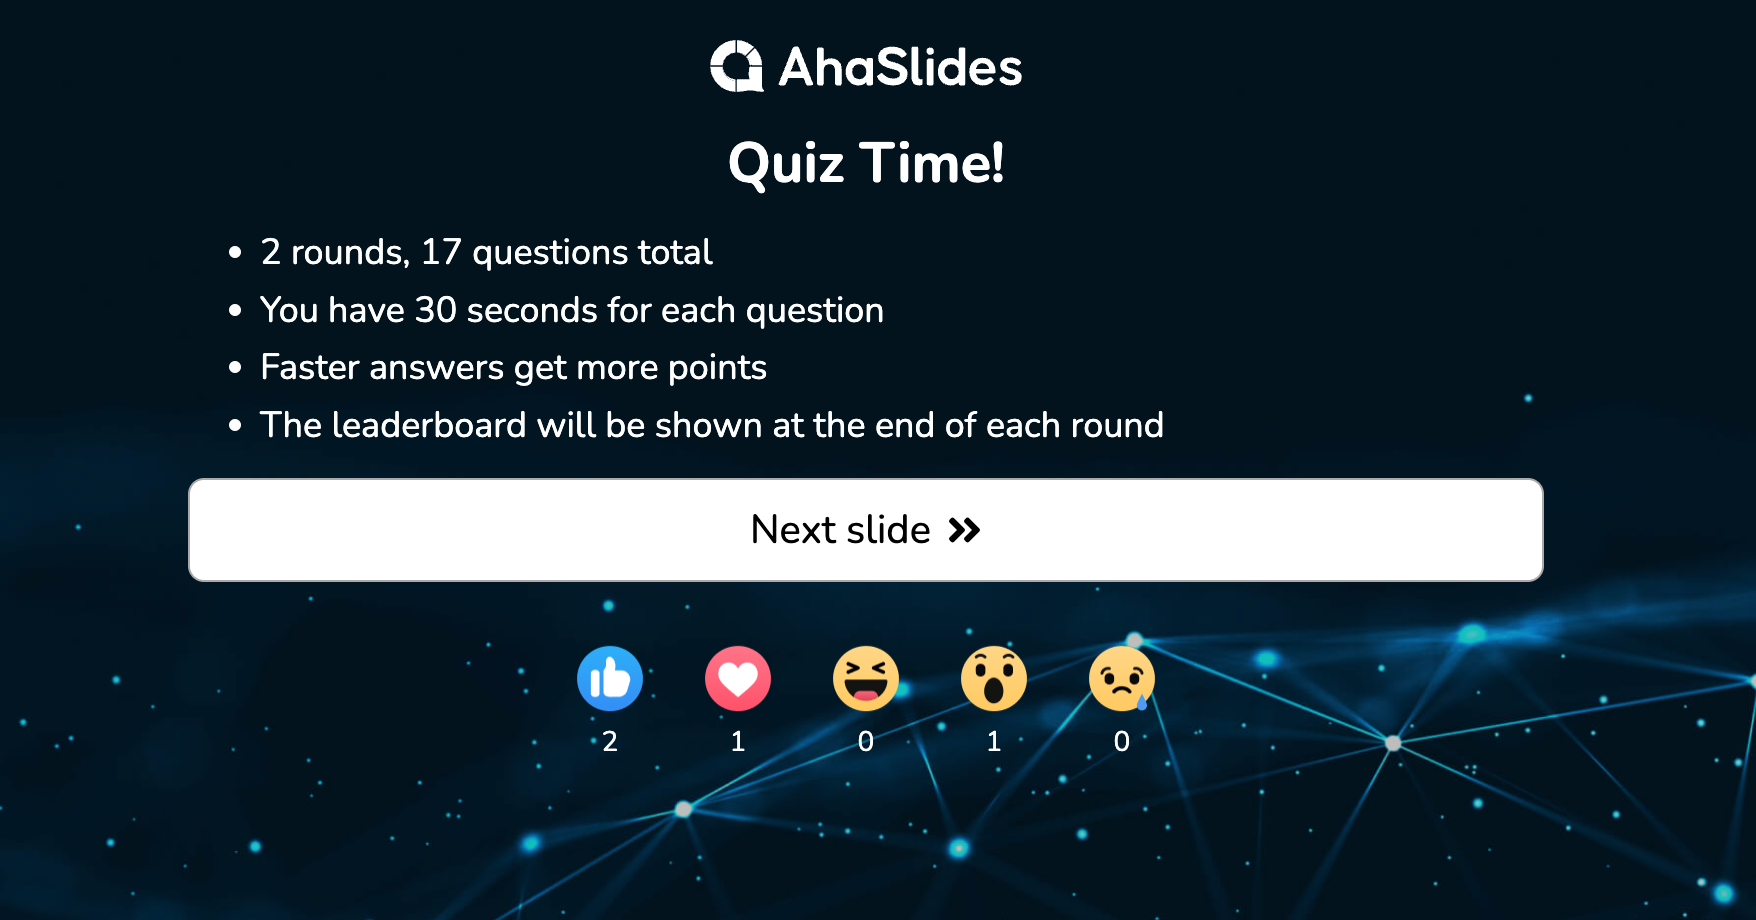 AhaSlides
Quiz Time!
2 rounds, 17 questions total
You have 30 seconds for each question
Faster answers get more points
The leaderboard will be shown at the end of each round
Next slide
2 1 0 1 0